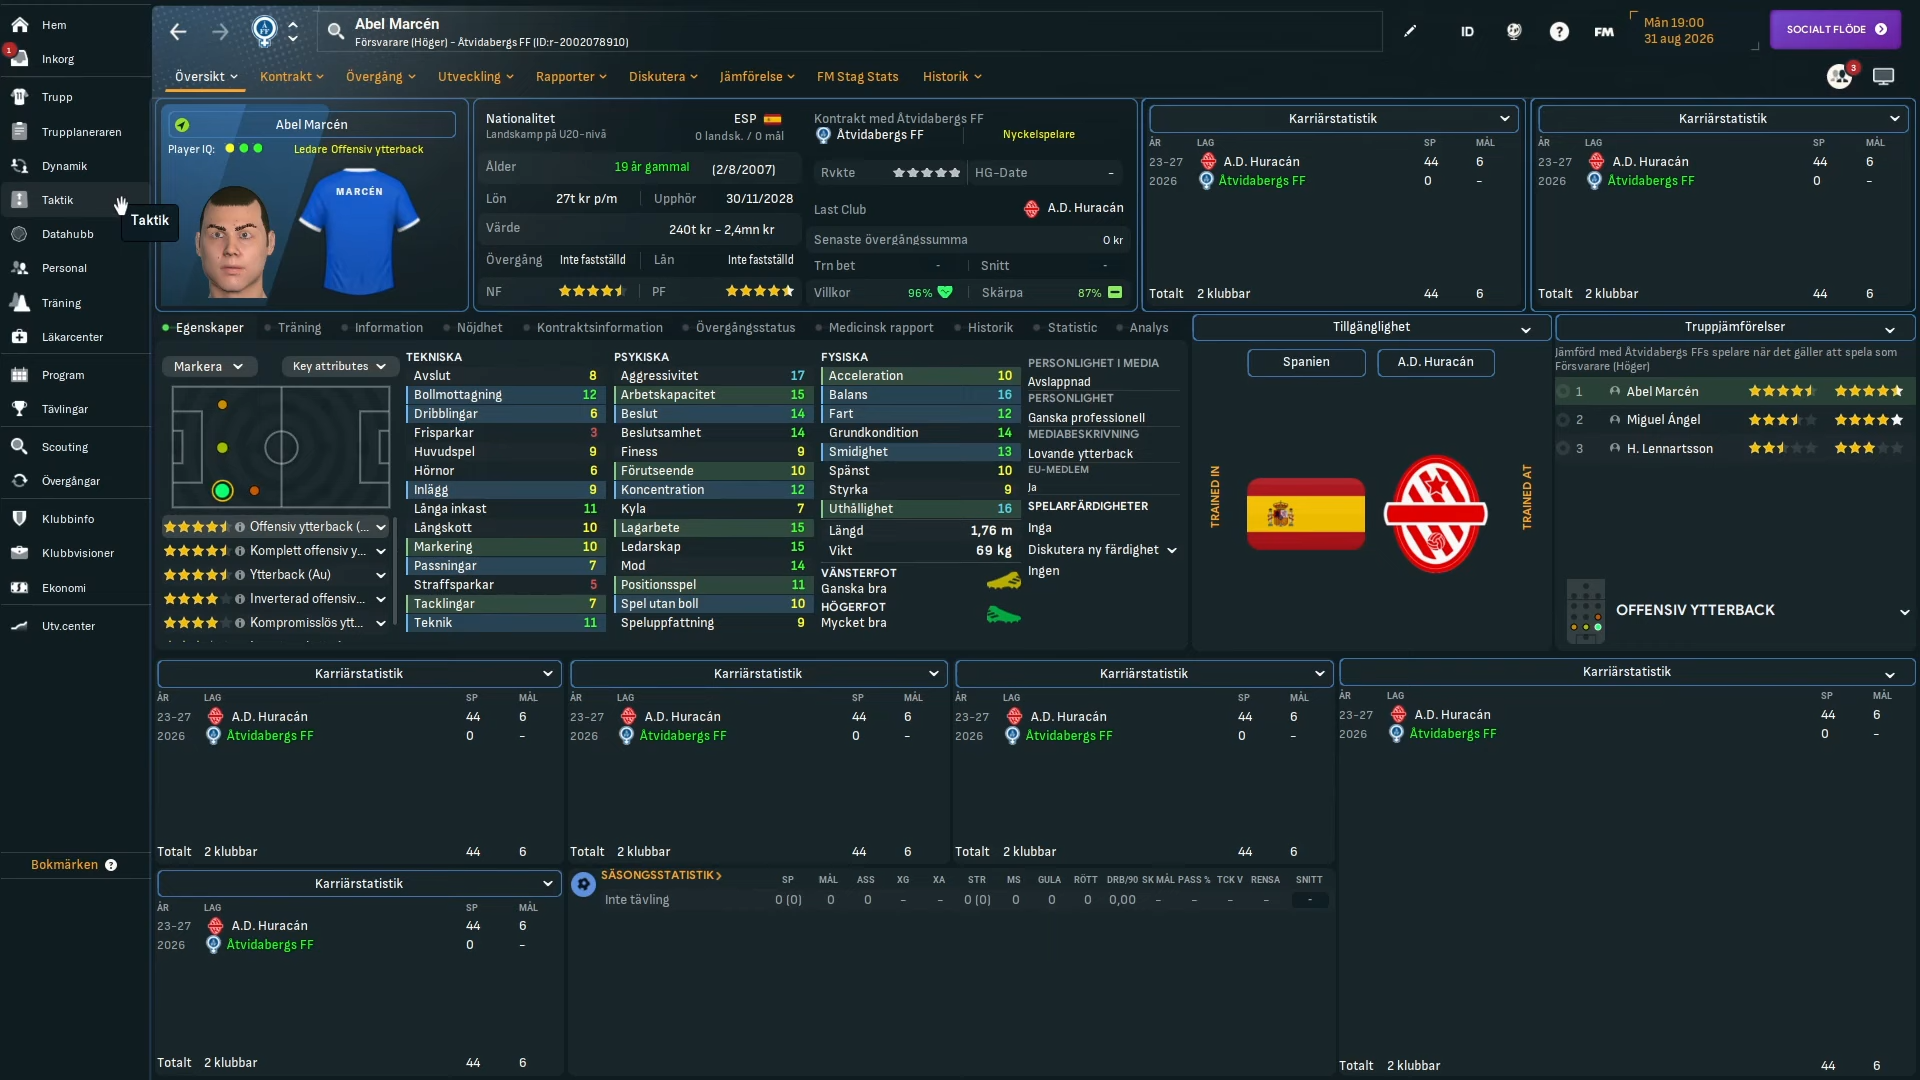 Hem
Inkorg
1
Trupp
Trupplaneraren
Dynamik
Taktik
Taktik
Datahubb
Personal
Träning
Läkarcenter
Program
Tävlingar
Scouting
Övergångar
Klubbinfo
Klubbvisioner
Ekonomi
Utv.center
Bokmärken ?
Abel Marcén
Försvarare (Höger) - Åtvidabergs FF (ID:r-2002078910)
ID
?
FM
Mån 19:00
31 aug 2026
SOCIALT FLÖDE
Översikt Kontrakt Övergång Utveckling Rapporter Diskutera Jämförelse FM Stag Stats Historik
3
Abel Marcén
Player IQ: Ledare Offensiv ytterback
MARCÉN
Nationalitet ESP
Landskamp på U20-nivå 0 landsk. / 0 mål
Ålder 19 år gammal (2/8/2007)
Lön 27t kr p/m Upphör 30/11/2028
Värde 240t kr - 2,4mn kr
Övergång Inte fastställd Lån Inte fastställd
NF PF
Kontrakt med Åtvidabergs FF
Åtvidabergs FF Nyckelspelare
Rykte HG-Date -
Last Club A.D. Huracán
Senaste övergångssumma 0 kr
Trn bet - Snitt -
Villkor 96% Skärpa 87%
Karriärstatistik
ÅR LAG SP MÅL
23-27 A.D. Huracán 44 6
2026 Åtvidabergs FF 0 -
Totalt 2 klubbar 44 6
Karriärstatistik
ÅR LAG SP MÅL
23-27 A.D. Huracán 44 6
2026 Åtvidabergs FF 0 -
Totalt 2 klubbar 44 6
Egenskaper Träning Information Nöjdhet Kontraktsinformation Övergångsstatus Medicinsk rapport Historik Statistic Analys
Markera Key attributes
Offensiv ytterback (...
Komplett offensiv y...
Ytterback (Au)
Inverterad offensiv...
Kompromisslös ytt...
TEKNISKA
Avslut 8
Bollmottagning 12
Dribblingar 6
Frisparkar 3
Huvudspel 9
Hörnor 6
Inlägg 9
Långa inkast 11
Långskott 10
Markering 10
Passningar 7
Straffsparkar 5
Tacklingar 7
Teknik 11
PSYKISKA
Aggressivitet 17
Arbetskapacitet 15
Beslut 14
Beslutsamhet 14
Finess 9
Förutseende 10
Koncentration 12
Kyla 7
Lagarbete 15
Ledarskap 15
Mod 14
Positionsspel 11
Spel utan boll 10
Speluppfattning 9
FYSISKA
Acceleration 10
Balans 16
Fart 12
Grundkondition 14
Smidighet 13
Spänst 10
Styrka 9
Uthållighet 16
Längd 1,76 m
Vikt 69 kg
VÄNSTERFOT
Ganska bra
HÖGERFOT
Mycket bra
PERSONLIGHET I MEDIA
Avslappnad
PERSONLIGHET
Ganska professionell
MEDIABESKRIVNING
Lovande ytterback
EU-MEDLEM
Ja
SPELARFÄRDIGHETER
Inga
Diskutera ny färdighet
Ingen
Tillgänglighet
Spanien A.D. Huracán
TRAINED IN
TRAINED AT
Truppjämförelser
Jämförd med Åtvidabergs FFs spelare när det gäller att spela som
Försvarare (Höger)
1 Abel Marcén
2 Miguel Ángel
3 H. Lennartsson
OFFENSIV YTTERBACK
Karriärstatistik
ÅR LAG SP MÅL
23-27 A.D. Huracán 44 6
2026 Åtvidabergs FF 0 -
Totalt 2 klubbar 44 6
Karriärstatistik
ÅR LAG SP MÅL
23-27 A.D. Huracán 44 6
2026 Åtvidabergs FF 0 -
Totalt 2 klubbar 44 6
Karriärstatistik
ÅR LAG SP MÅL
23-27 A.D. Huracán 44 6
2026 Åtvidabergs FF 0 -
Totalt 2 klubbar 44 6
Karriärstatistik
ÅR LAG SP MÅL
23-27 A.D. Huracán 44 6
2026 Åtvidabergs FF 0 -
Totalt 2 klubbar 44 6
Karriärstatistik
ÅR LAG SP MÅL
23-27 A.D. Huracán 44 6
2026 Åtvidabergs FF 0 -
Totalt 2 klubbar 44 6
SÄSONGSSTATISTIK SP MÅL ASS XG XA STR MS GULA RÖTT DRB/90 SK MÅL PASS % TCK V RENSA SNITT
Inte tävling 0 (0) 0 0 - - 0 (0) 0 0 0 0,00 - - - - -